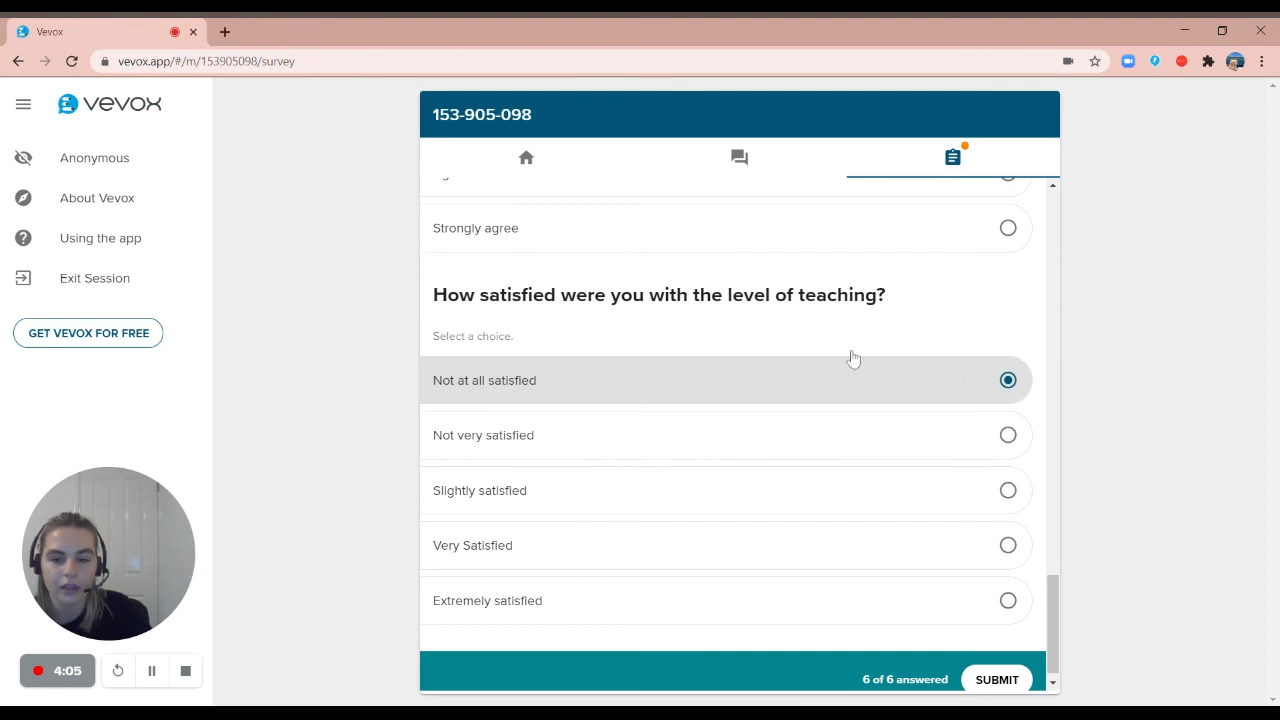 Vevox
vevox.app/#/m/153905098/survey
vevox
Anonymous
About Vevox
Using the app
Exit Session
GET VEVOX FOR FREE
4:05
153-905-098
Strongly agree
How satisfied were you with the level of teaching?
Select a choice.
Not at all satisfied
Not very satisfied
Slightly satisfied
Very Satisfied
Extremely satisfied
6 of 6 answered
SUBMIT